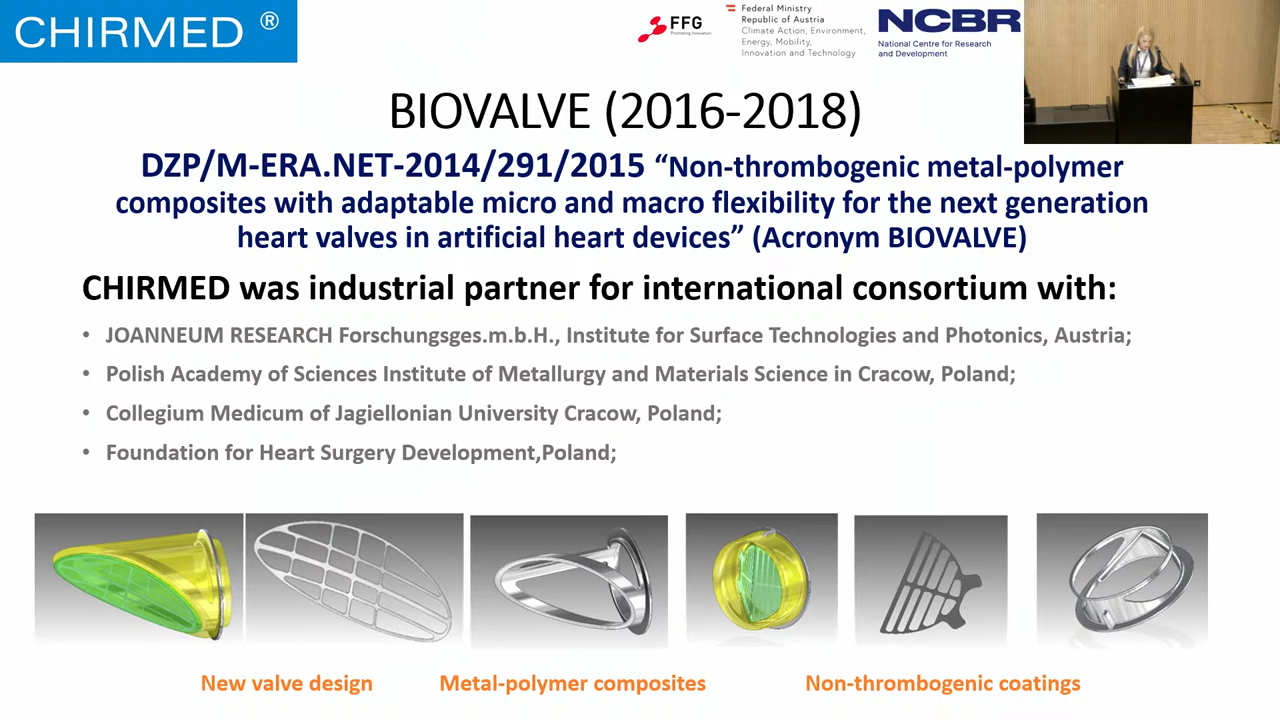 CHIRMED ®
FFG
Promoting Innovation.
Federal Ministry
Republic of Austria
Climate Action, Environment,
Energy, Mobility,
Innovation and Technology
NCBR
National Centre for Research
and Development
BIOVALVE (2016-2018)
DZP/M-ERA.NET-2014/291/2015 “Non-thrombogenic metal-polymer
composites with adaptable micro and macro flexibility for the next generation
heart valves in artificial heart devices” (Acronym BIOVALVE)
CHIRMED was industrial partner for international consortium with:
• JOANNEUM RESEARCH Forschungsges.m.b.H., Institute for Surface Technologies and Photonics, Austria;
• Polish Academy of Sciences Institute of Metallurgy and Materials Science in Cracow, Poland;
• Collegium Medicum of Jagiellonian University Cracow, Poland;
• Foundation for Heart Surgery Development,Poland;
New valve design
Metal-polymer composites
Non-thrombogenic coatings